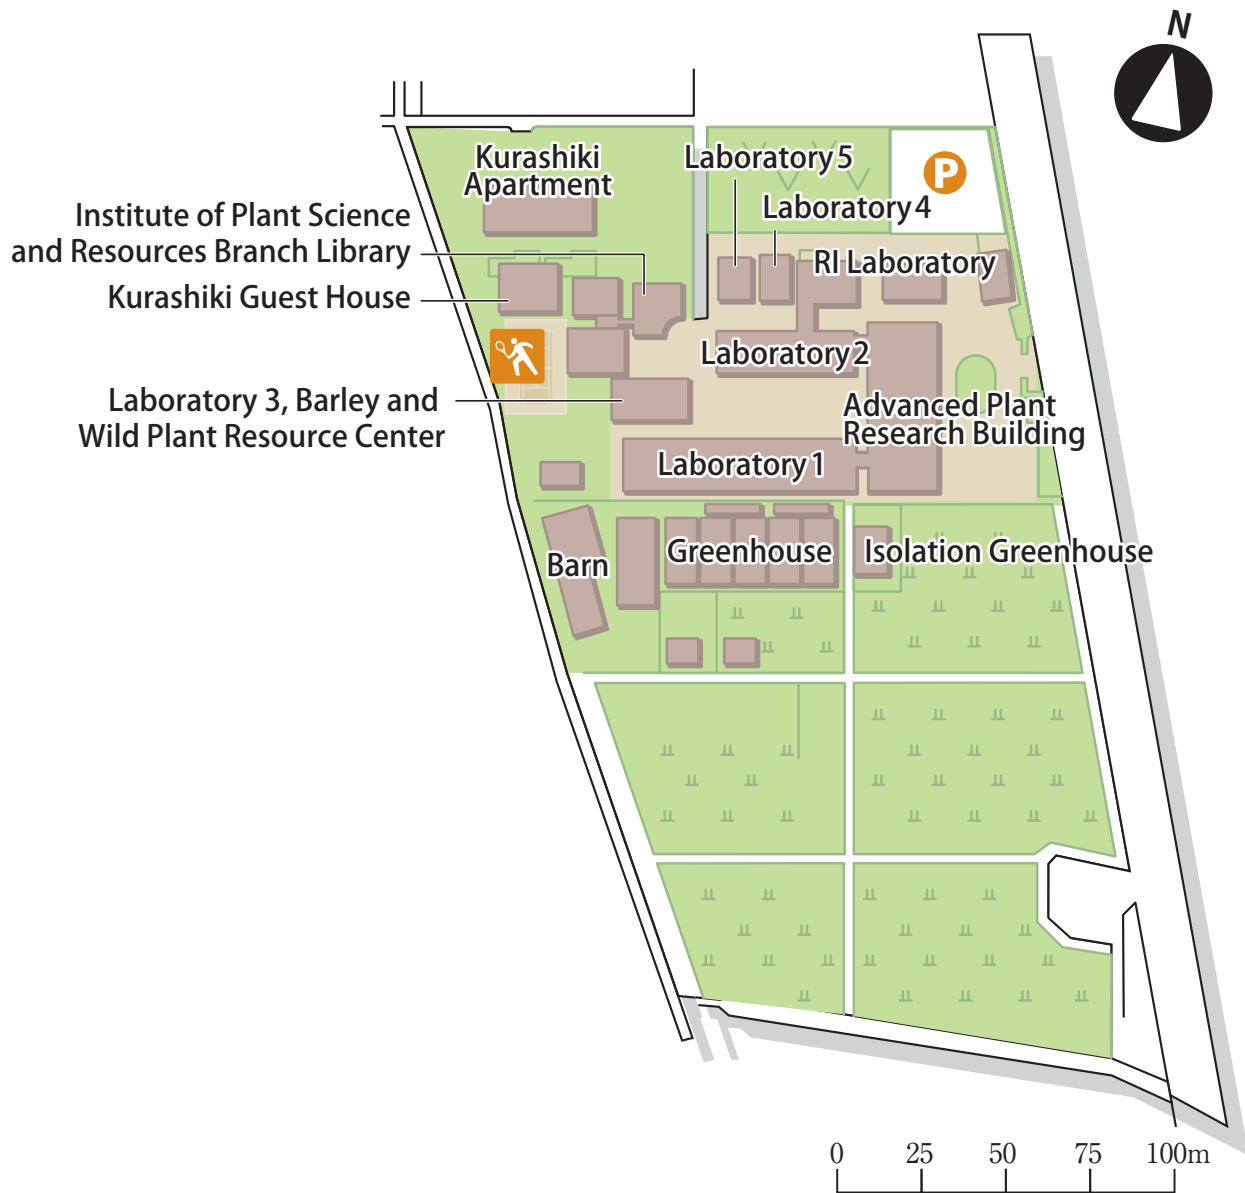 N
Kurashiki
Apartment
Laboratory 5
P
Institute of Plant Science
and Resources Branch Library
Laboratory 4
RI Laboratory
Kurashiki Guest House
Laboratory 2
Laboratory 3, Barley and
Wild Plant Resource Center
Advanced Plant
Research Building
Laboratory 1
Barn
Greenhouse
Isolation Greenhouse
0 25 50 75 100m